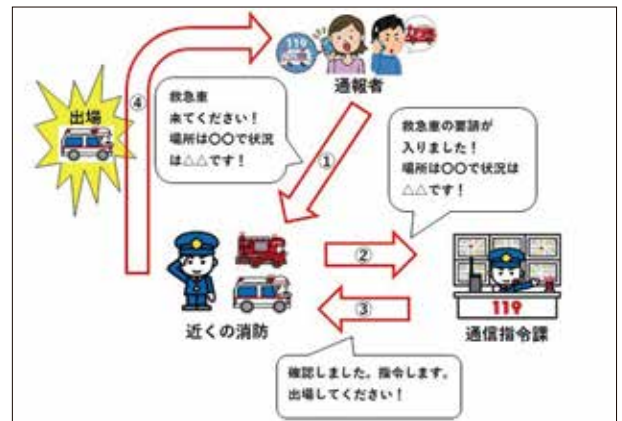 119
通報者
④
出場
救急車
来てください！
場所は〇〇で状況
は△△です！
①
救急車の要請が
入りました！
場所は〇〇で状況は
△△です！
②
③
近くの消防
119
通信指令課
確認しました。指令します。
出場してください！